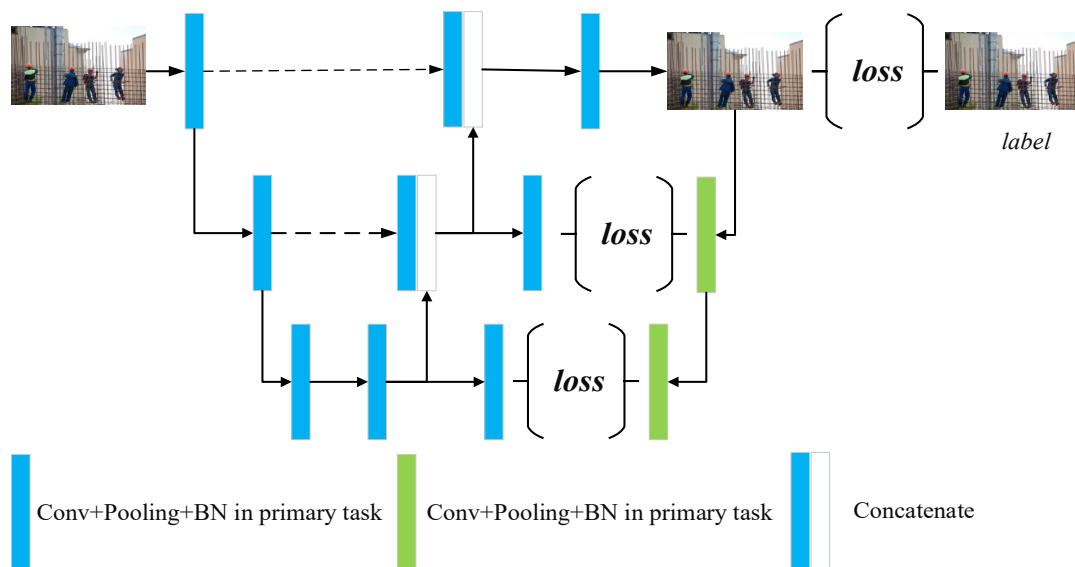 loss
label
loss
loss
Conv+Pooling+BN in primary task
Conv+Pooling+BN in primary task
Concatenate